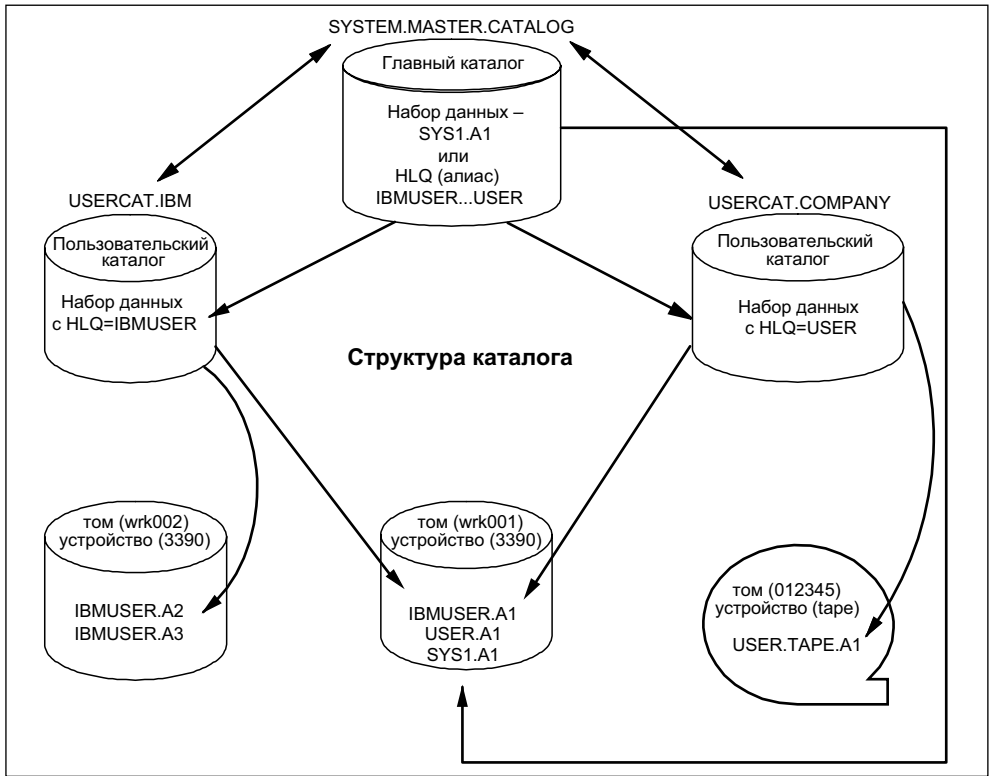 SYSTEM.MASTER.CATALOG
Главный каталог
Набор данных –
SYS1.A1
или
HLQ (алиас)
IBMUSER...USER
USERCAT.IBM
Пользовательский
каталог
Набор данных
с HLQ=IBMUSER
USERCAT.COMPANY
Пользовательский
каталог
Набор данных
с HLQ=USER
Структура каталога
том (wrk002)
устройство (3390)
IBMUSER.A2
IBMUSER.A3
том (wrk001)
устройство (3390)
IBMUSER.A1
USER.A1
SYS1.A1
том (012345)
устройство (tape)
USER.TAPE.A1